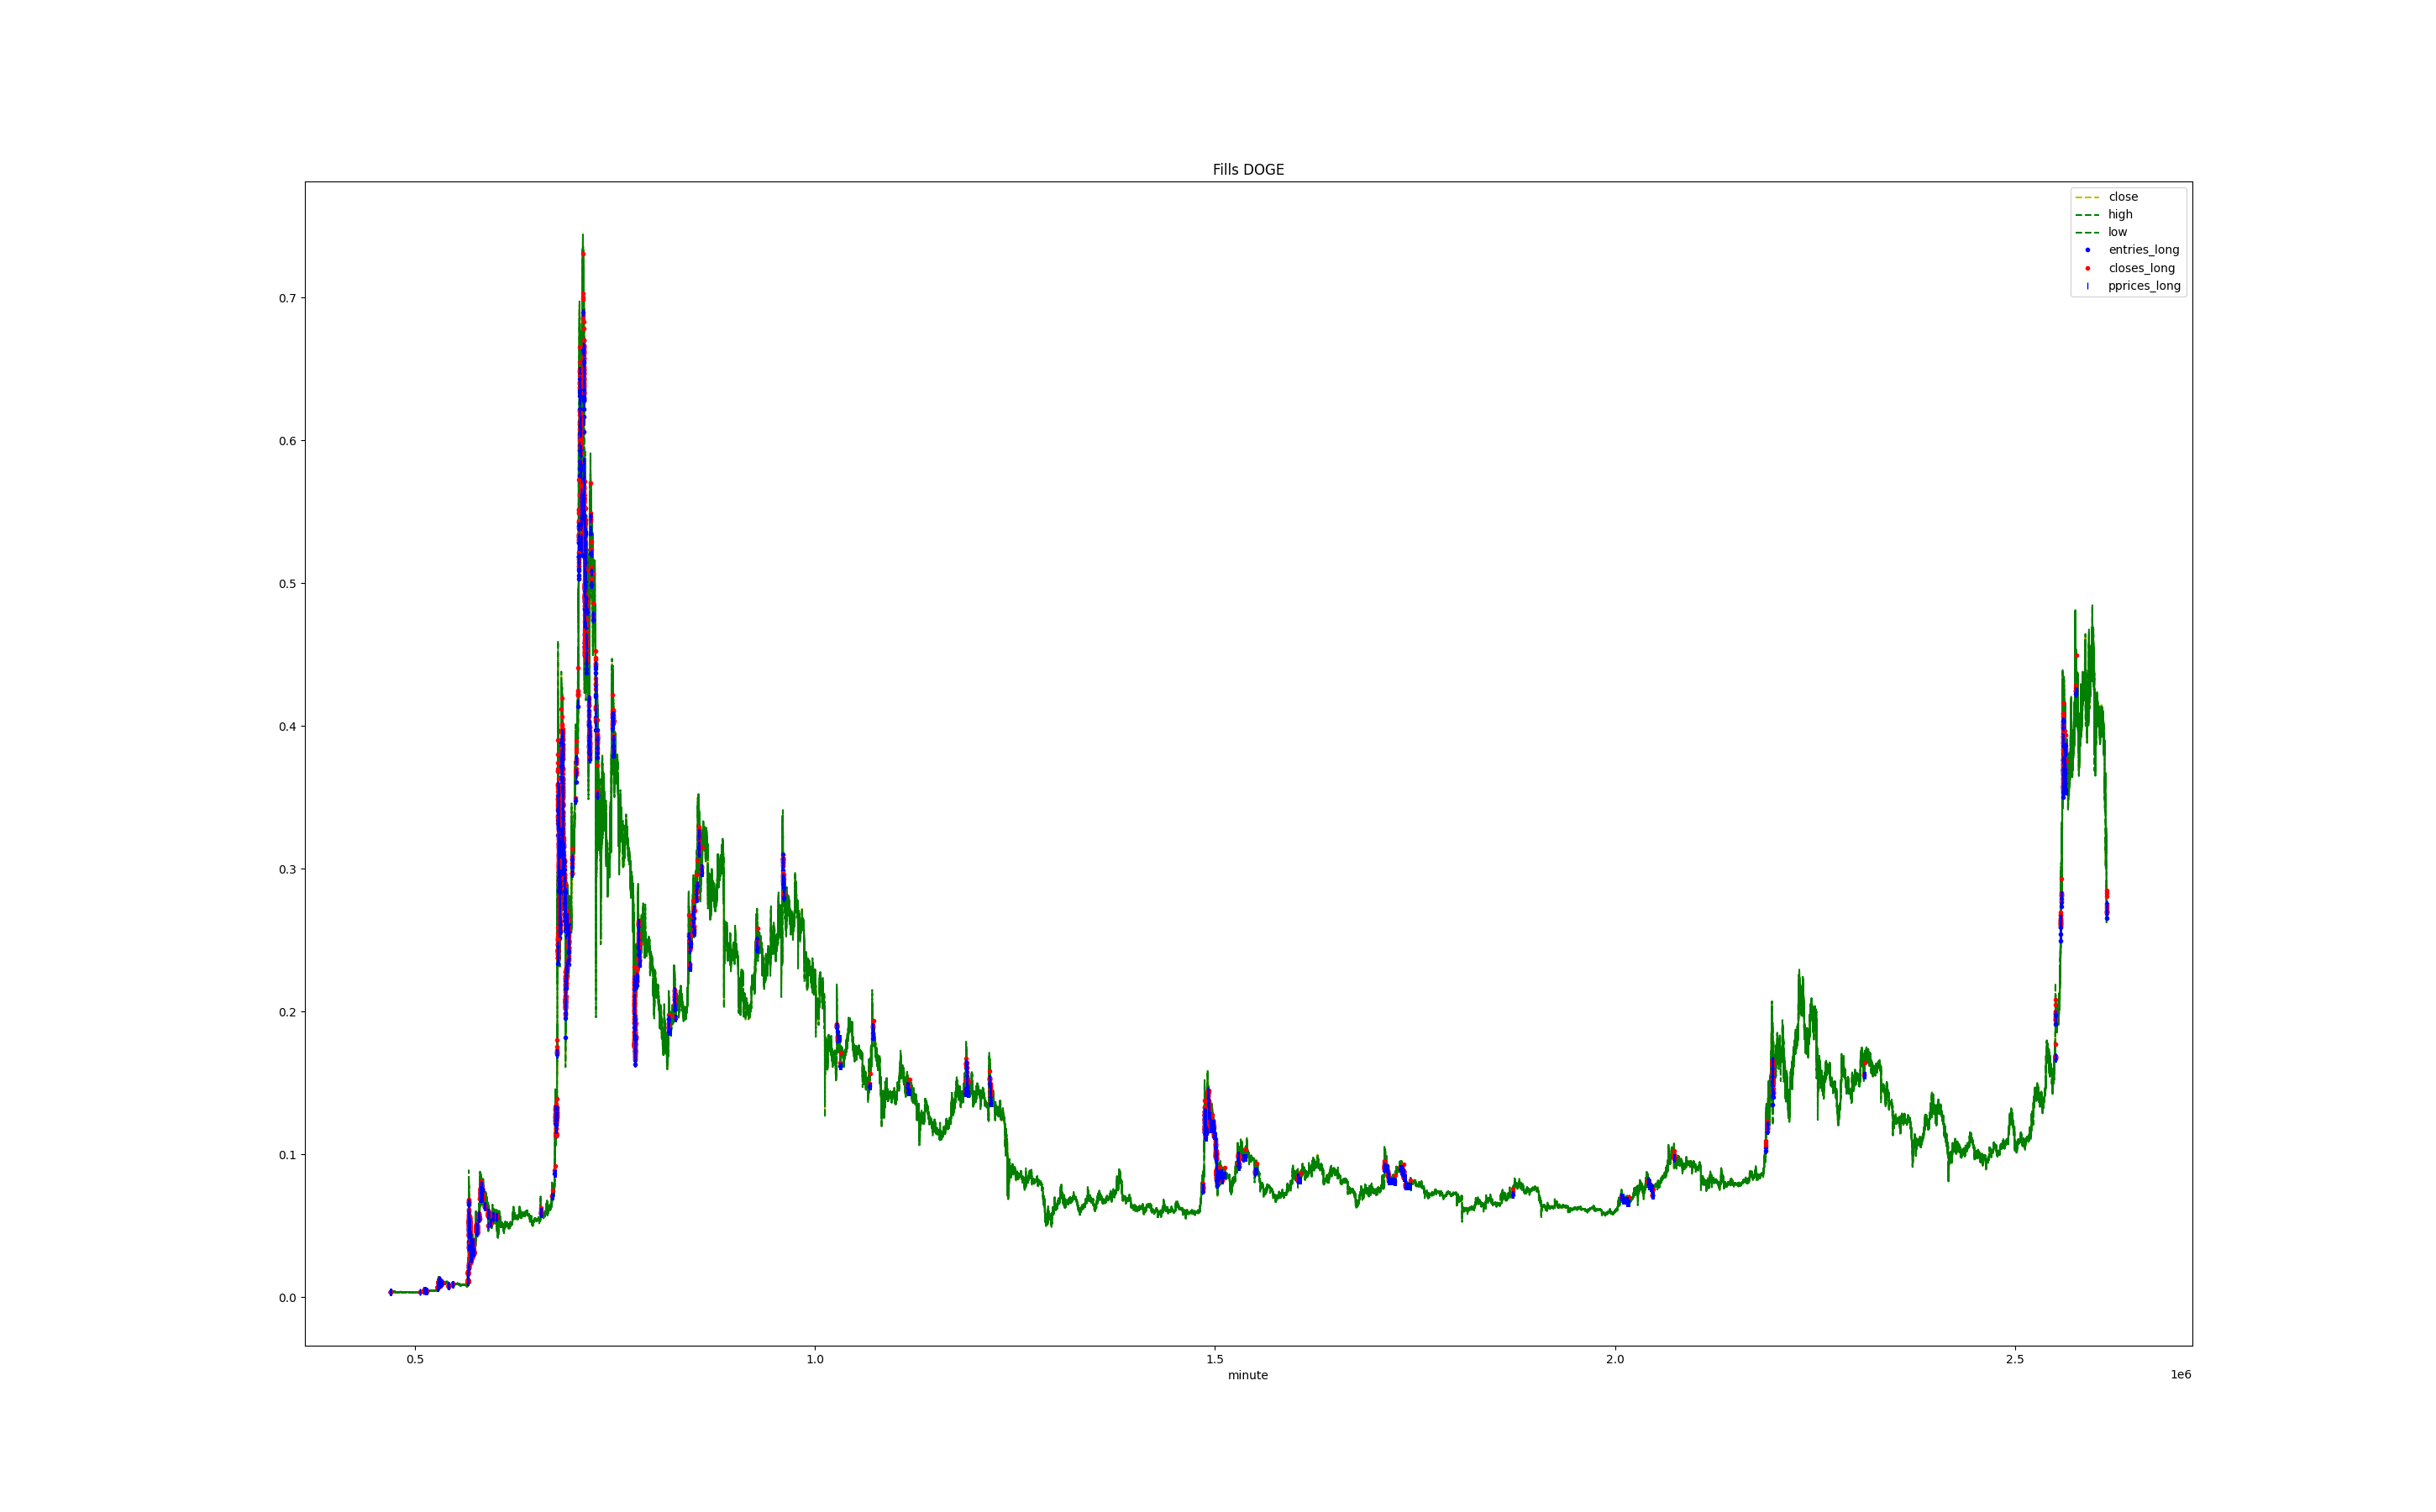 Fills DOGE
close
high
low
entries_long
closes_long
pprices_long
0.7
0.6
0.5
0.4
0.3
0.2
0.1
0.0
0.5 1.0 1.5 2.0 2.5
minute 1e6